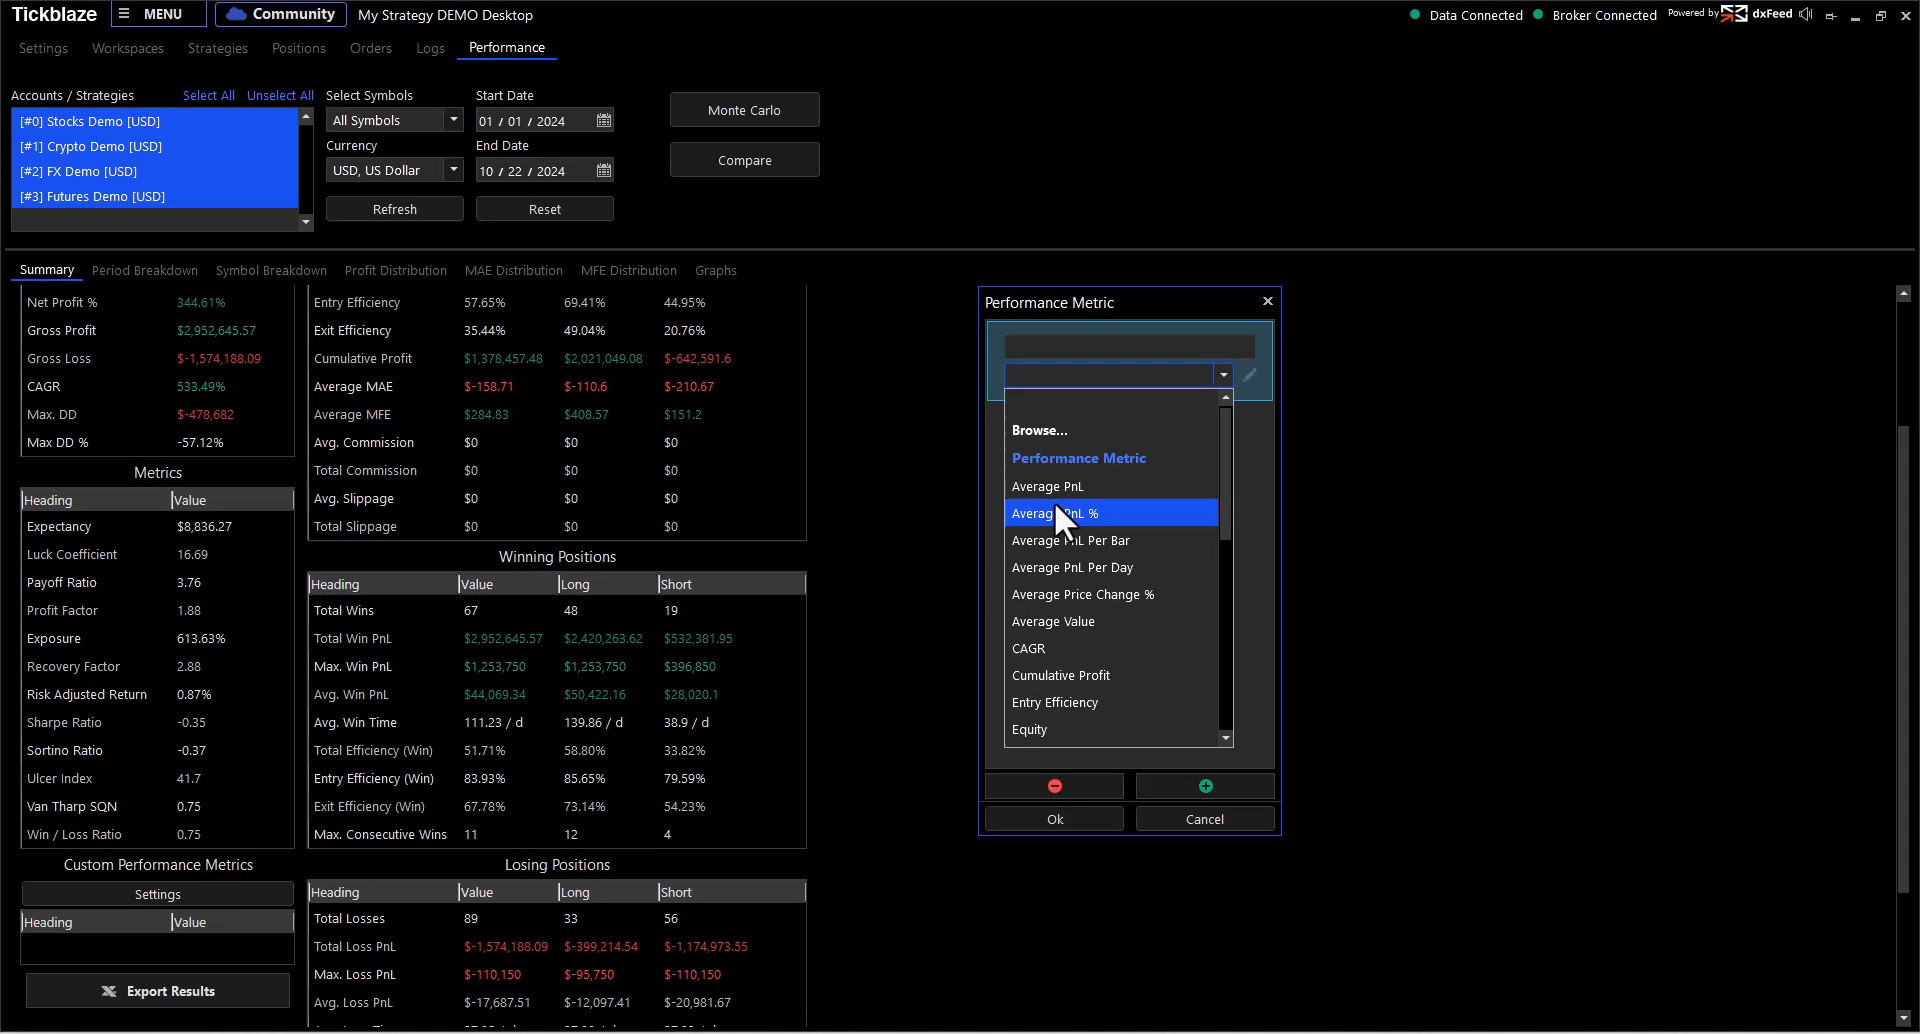 Tickblaze MENU Community My Strategy DEMO Desktop Data Connected Broker Connected Powered by dxFeed
Settings Workspaces Strategies Positions Orders Logs Performance
Accounts / Strategies Select All Unselect All Select Symbols Start Date
[#0] Stocks Demo [USD] All Symbols 01 / 01 / 2024 Monte Carlo
[#1] Crypto Demo [USD] Currency End Date
[#2] FX Demo [USD] USD, US Dollar 10 / 22 / 2024 Compare
[#3] Futures Demo [USD] Refresh Reset
Summary Period Breakdown Symbol Breakdown Profit Distribution MAE Distribution MFE Distribution Graphs
Net Profit % 344.61%
Gross Profit $2,952,645.57
Gross Loss $-1,574,188.09
CAGR 533.49%
Max. DD $-478,682
Max DD % -57.12%
Metrics
Heading Value
Expectancy $8,836.27
Luck Coefficient 16.69
Payoff Ratio 3.76
Profit Factor 1.88
Exposure 613.63%
Recovery Factor 2.88
Risk Adjusted Return 0.87%
Sharpe Ratio -0.35
Sortino Ratio -0.37
Ulcer Index 41.7
Van Tharp SQN 0.75
Win / Loss Ratio 0.75
Custom Performance Metrics
Settings
Heading Value
Export Results
Entry Efficiency 57.65% 69.41% 44.95%
Exit Efficiency 35.44% 49.04% 20.76%
Cumulative Profit $1,378,457.48 $2,021,049.08 $-642,591.6
Average MAE $-158.71 $-110.6 $-210.67
Average MFE $284.83 $408.57 $151.2
Avg. Commission $0 $0 $0
Total Commission $0 $0 $0
Avg. Slippage $0 $0 $0
Total Slippage $0 $0 $0
Winning Positions
Heading Value Long Short
Total Wins 67 48 19
Total Win PnL $2,952,645.57 $2,420,263.62 $532,381.95
Max. Win PnL $1,253,750 $1,253,750 $396,850
Avg. Win PnL $44,069.34 $50,422.16 $28,020.1
Avg. Win Time 111.23 / d 139.86 / d 38.9 / d
Total Efficiency (Win) 51.71% 58.80% 33.82%
Entry Efficiency (Win) 83.93% 85.65% 79.59%
Exit Efficiency (Win) 67.78% 73.14% 54.23%
Max. Consecutive Wins 11 12 4
Losing Positions
Heading Value Long Short
Total Losses 89 33 56
Total Loss PnL $-1,574,188.09 $-399,214.54 $-1,174,973.55
Max. Loss PnL $-110,150 $-95,750 $-110,150
Avg. Loss PnL $-17,687.51 $-12,097.41 $-20,981.67
Performance Metric
Browse...
Performance Metric
Average PnL
Average PnL %
Average PnL Per Bar
Average PnL Per Day
Average Price Change %
Average Value
CAGR
Cumulative Profit
Entry Efficiency
Equity
Ok Cancel